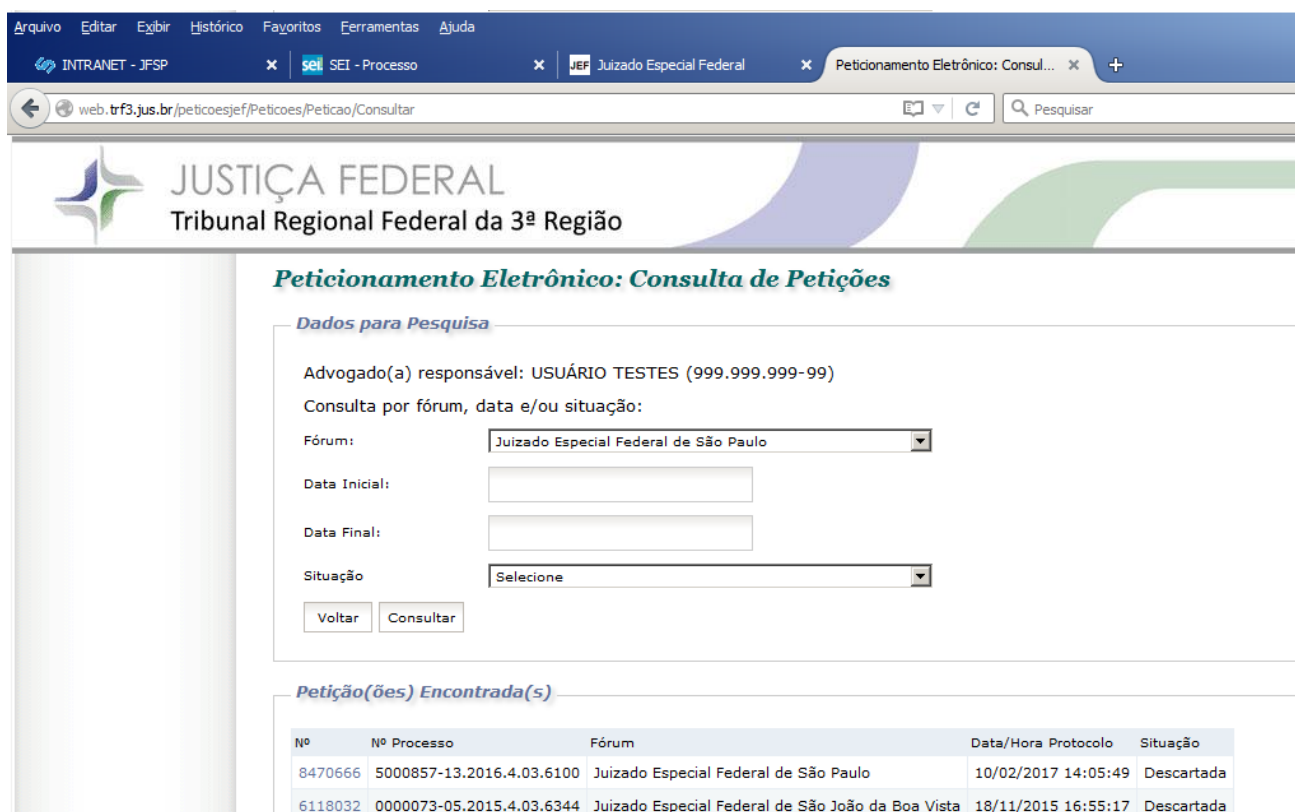 Arquivo Editar Exibir Histórico Favoritos Ferramentas Ajuda
INTRANET - JFSP
sei. SEI - Processo
JEF Juizado Especial Federal
Peticionamento Eletrônico: Consul...
web.trf3.jus.br/peticoesjef/Peticoes/Peticao/Consultar
Pesquisar
JUSTIÇA FEDERAL
Tribunal Regional Federal da 3ª Região
Peticionamento Eletrônico: Consulta de Petições
Dados para Pesquisa
Advogado(a) responsável: USUÁRIO TESTES (999.999.999-99)
Consulta por fórum, data e/ou situação:
Fórum: Juizado Especial Federal de São Paulo
Data Inicial:
Data Final:
Situação Selecione
Voltar Consultar
Petição(ões) Encontrada(s)
Nº Nº Processo Fórum Data/Hora Protocolo Situação
8470666 5000857-13.2016.4.03.6100 Juizado Especial Federal de São Paulo 10/02/2017 14:05:49 Descartada
6118032 0000073-05.2015.4.03.6344 Juizado Especial Federal de São João da Boa Vista 18/11/2015 16:55:17 Descartada